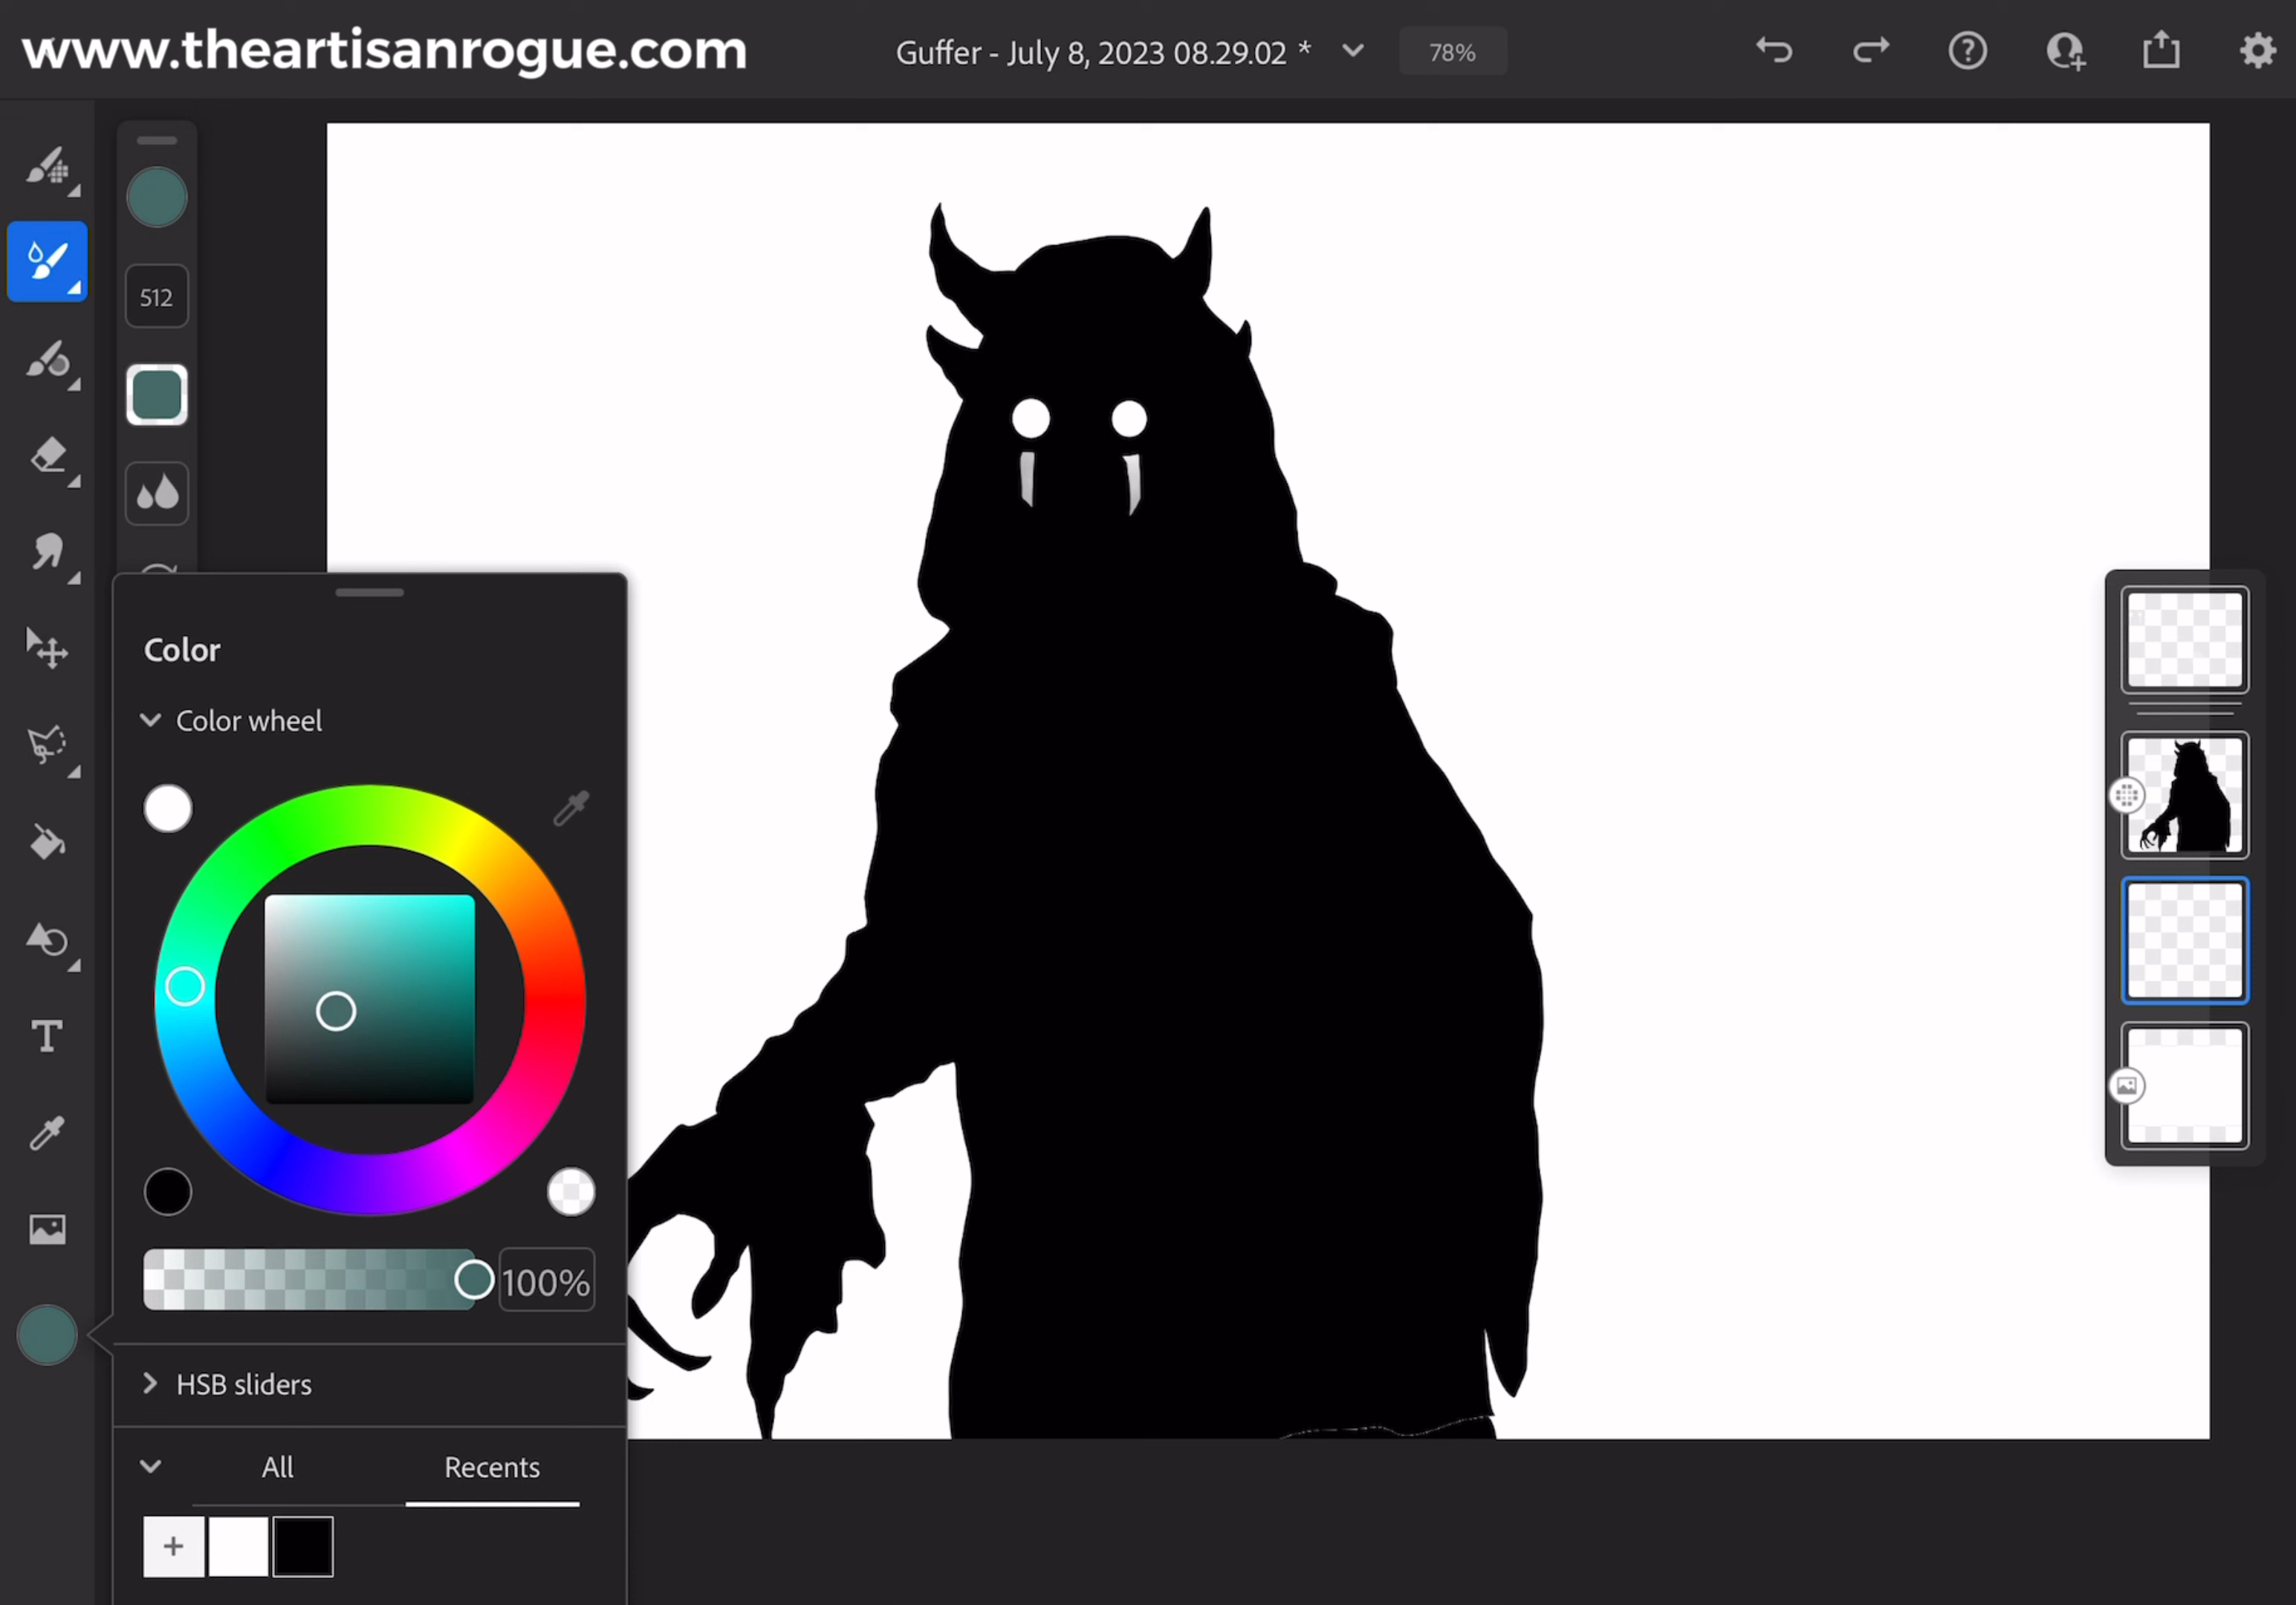 www.theartisanrogue.com
Guffer - July 8, 2023 08.29.02 *
78%
512
Color
Color wheel
100%
HSB sliders
All
Recents
+
T